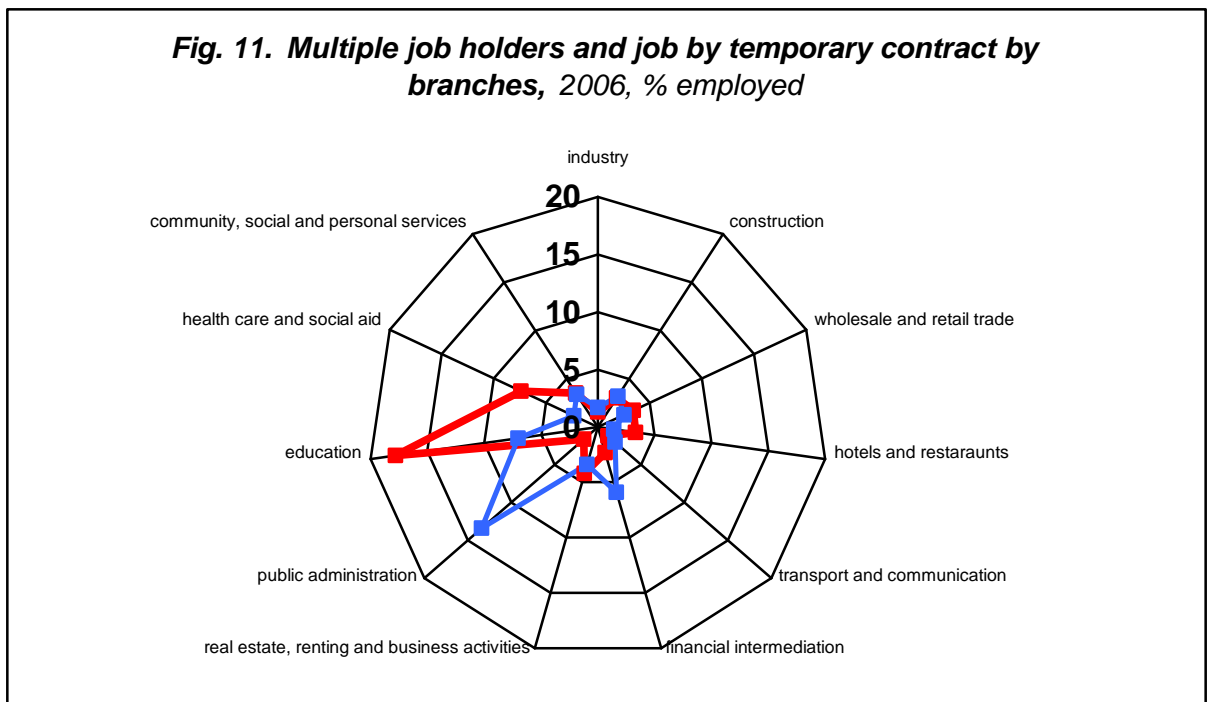 Fig. 11. Multiple job holders and job by temporary contract by
branches, 2006, % employed
industry
20
community, social and personal services
construction
15
10
health care and social aid
wholesale and retail trade
5
0
education
hotels and restaraunts
public administration
transport and communication
real estate, renting and business activities
financial intermediation